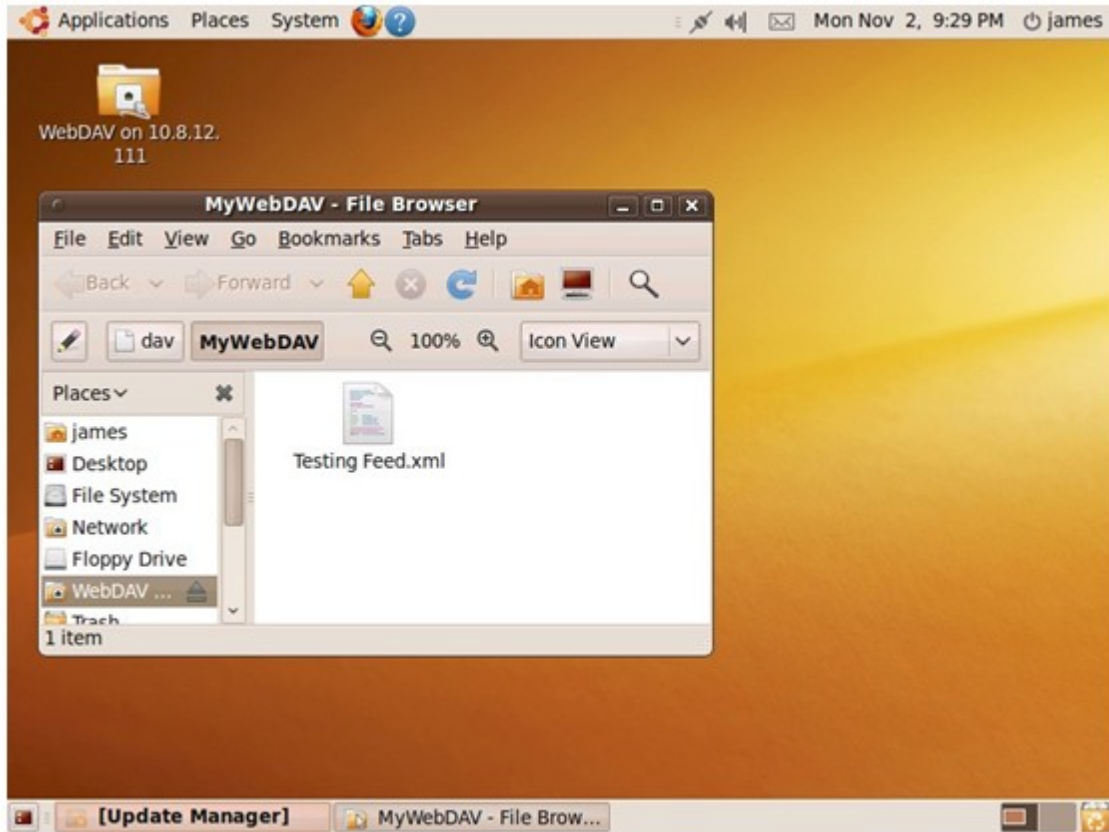 Applications Places System ? Mon Nov 2, 9:29 PM james
WebDAV on 10.8.12.
111
MyWebDAV - File Browser
File Edit View Go Bookmarks Tabs Help
Back Forward
dav MyWebDAV 100% Icon View
Places
james
Desktop
File System
Network
Floppy Drive
WebDAV ...
Trash
Testing Feed.xml
1 item
[Update Manager] MyWebDAV - File Brow...